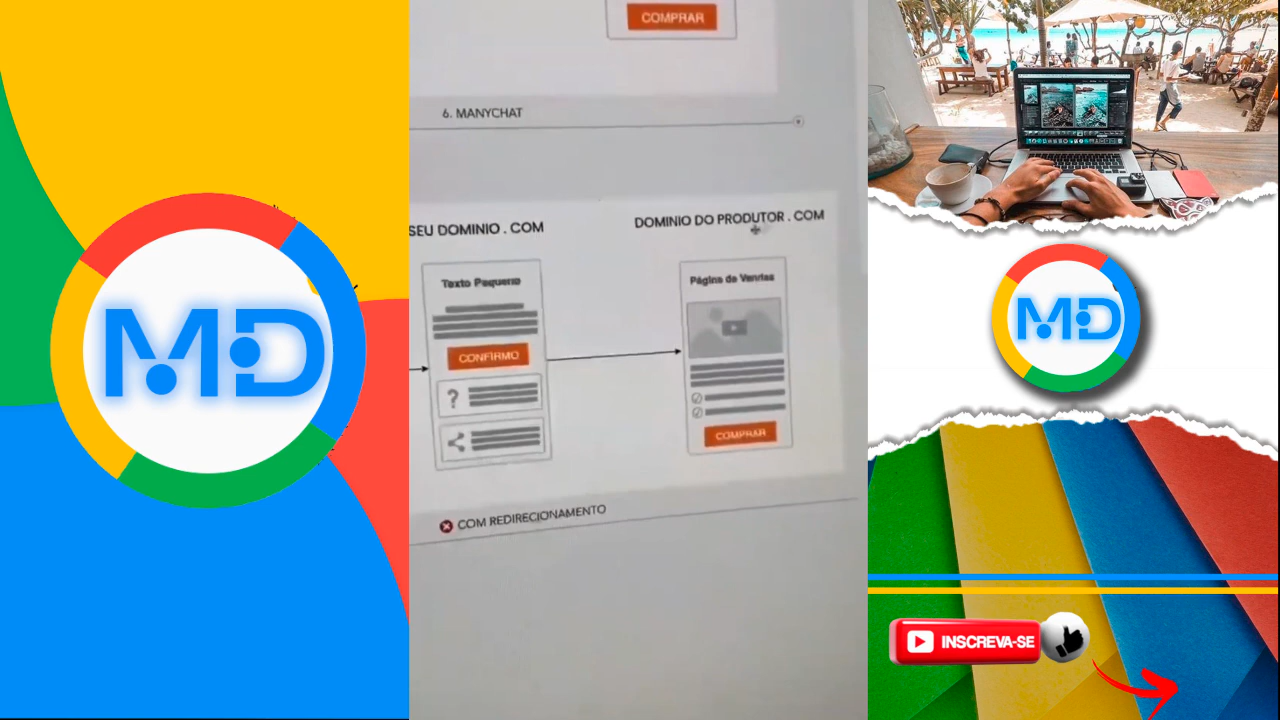 MD
COMPRAR
6. MANYCHAT
SEU DOMINIO . COM
DOMINIO DO PRODUTOR . COM
Texto Pequeno
CONFIRMO
?
Página de Vendas
COMPRAR
COM REDIRECIONAMENTO
MD
INSCREVA-SE